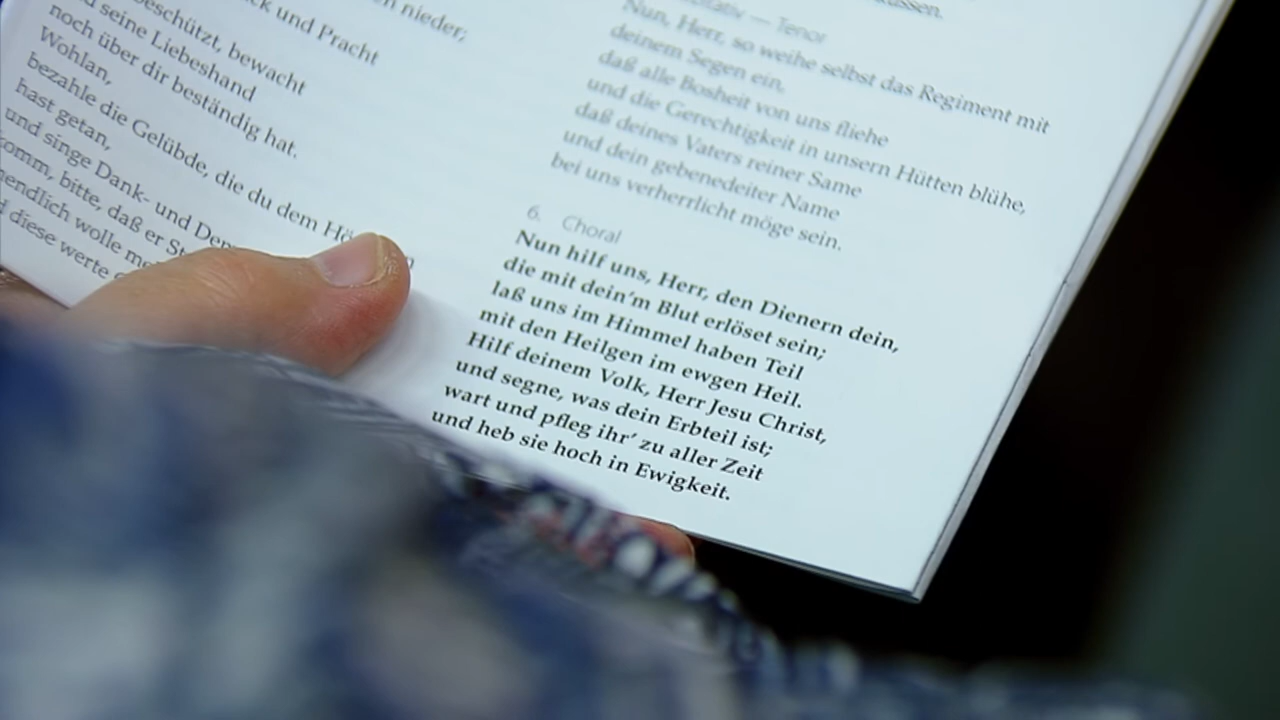 nieder;
und Pracht
beschützt, bewacht
seine Liebeshand
noch über dir beständig hat.
Wohlan,
bezahle die Gelübde, die du dem
hast getan,
und singe Dank- und
komm, bitte, daß er
wolle
diese werte
— Tenor
Nun, Herr, so weihe selbst das Regiment mit
deinem Segen ein,
daß alle Bosheit von uns fliehe
und die Gerechtigkeit in unsern Hütten blühe,
daß deines Vaters reiner Same
und dein gebenedeiter Name
bei uns verherrlicht möge sein.
6. Choral
Nun hilf uns, Herr, den Dienern dein,
die mit dein’m Blut erlöset sein;
laß uns im Himmel haben Teil
mit den Heilgen im ewgen Heil.
Hilf deinem Volk, Herr Jesu Christ,
und segne, was dein Erbteil ist;
wart und pfleg ihr’ zu aller Zeit
und heb sie hoch in Ewigkeit.